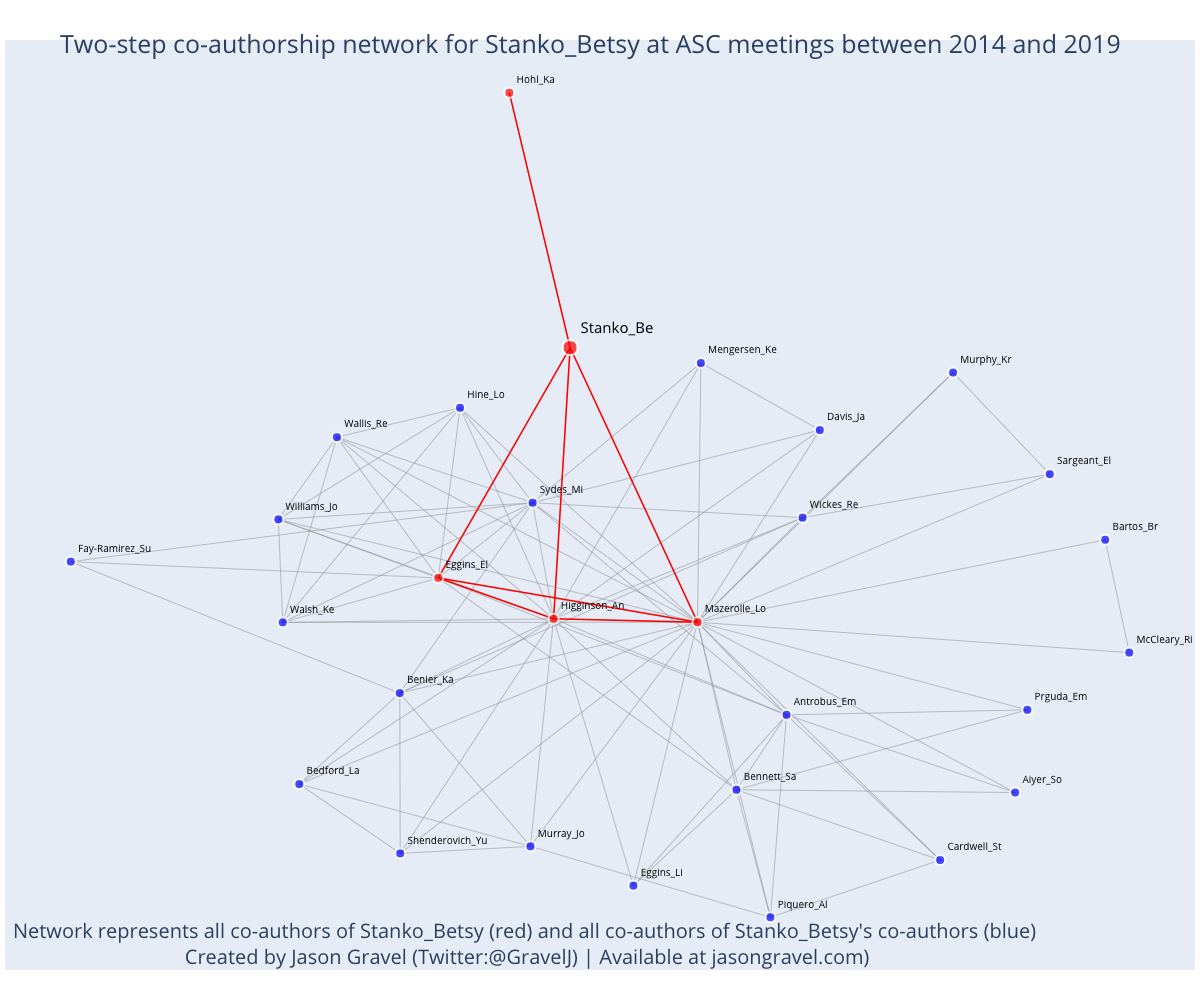 Two-step co-authorship network for Stanko_Betsy at ASC meetings between 2014 and 2019
Hohl_Ka
Stanko_Be
Mengersen_Ke
Murphy_Kr
Hine_Lo
Davis_Ja
Wallis_Re
Sargeant_El
Sydes_Mi
Williams_Jo
Wickes_Re
Bartos_Br
Fay-Ramirez_Su
Eggins_El
Walsh_Ke
Higginson_An
Mazerolle_Lo
McCleary_Ri
Benier_Ka
Antrobus_Em
Prguda_Em
Bedford_La
Bennett_Sa
Aiyer_So
Shenderovich_Yu
Murray_Jo
Cardwell_St
Eggins_Li
Piquero_Al
Network represents all co-authors of Stanko_Betsy (red) and all co-authors of Stanko_Betsy's co-authors (blue)
Created by Jason Gravel (Twitter:@GravelJ) | Available at jasongravel.com)